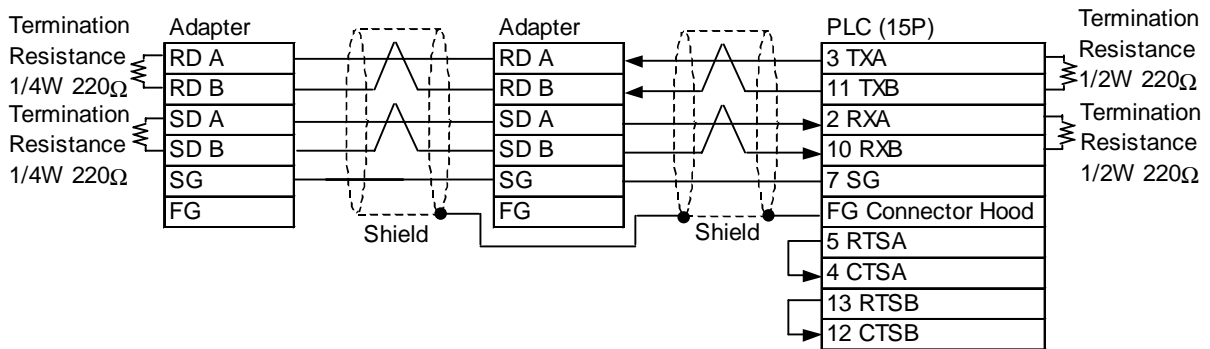 Termination
Resistance
1/4W 220Ω
Termination
Resistance
1/4W 220Ω
Adapter
RD A
RD B
SD A
SD B
SG
FG
Shield
Adapter
RD A
RD B
SD A
SD B
SG
FG
Shield
PLC (15P)
3 TXA
11 TXB
2 RXA
10 RXB
7 SG
FG Connector Hood
5 RTSA
4 CTSA
13 RTSB
12 CTSB
Termination
Resistance
1/2W 220Ω
Termination
Resistance
1/2W 220Ω